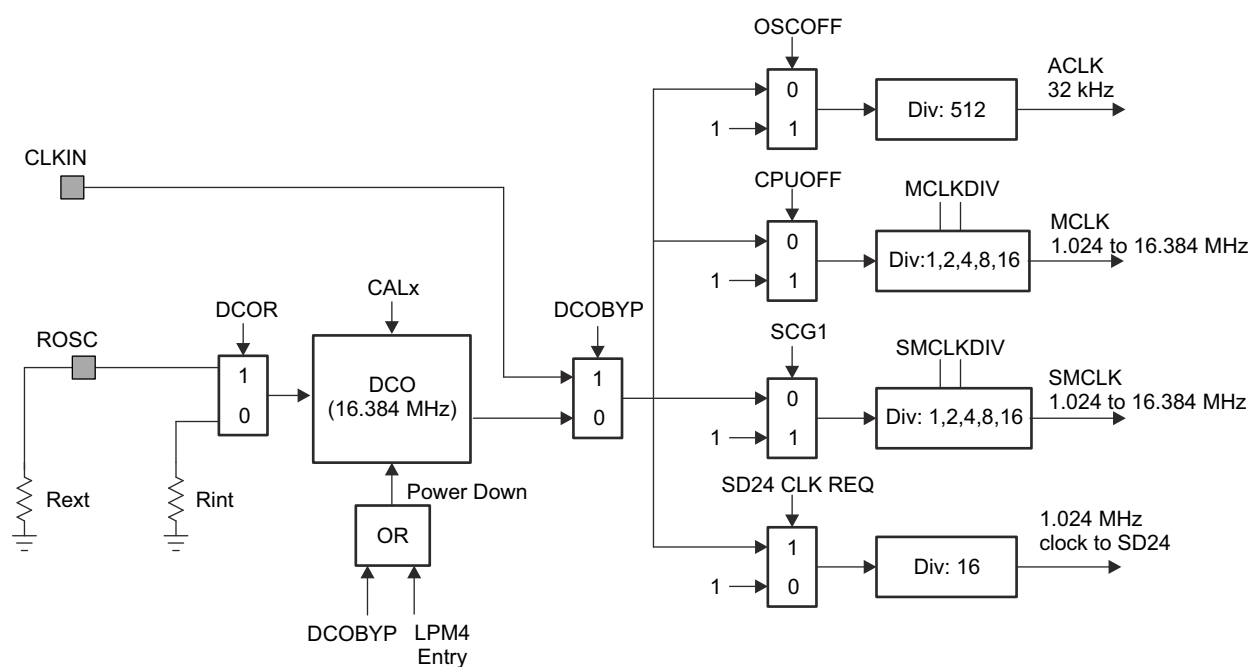 OSCOFF
0
1
1
Div: 512
ACLK
32 kHz
CLKIN
CPUOFF
0
1
1
MCLKDIV
Div:1,2,4,8,16
MCLK
1.024 to 16.384 MHz
ROSC
DCOR
1
0
Rext
Rint
CALx
DCO
(16.384 MHz)
Power Down
OR
DCOBYP
LPM4
Entry
DCOBYP
1
0
SCG1
0
1
1
SMCLKDIV
Div: 1,2,4,8,16
SMCLK
1.024 to 16.384 MHz
SD24 CLK REQ
1
1
0
Div: 16
1.024 MHz
clock to SD24